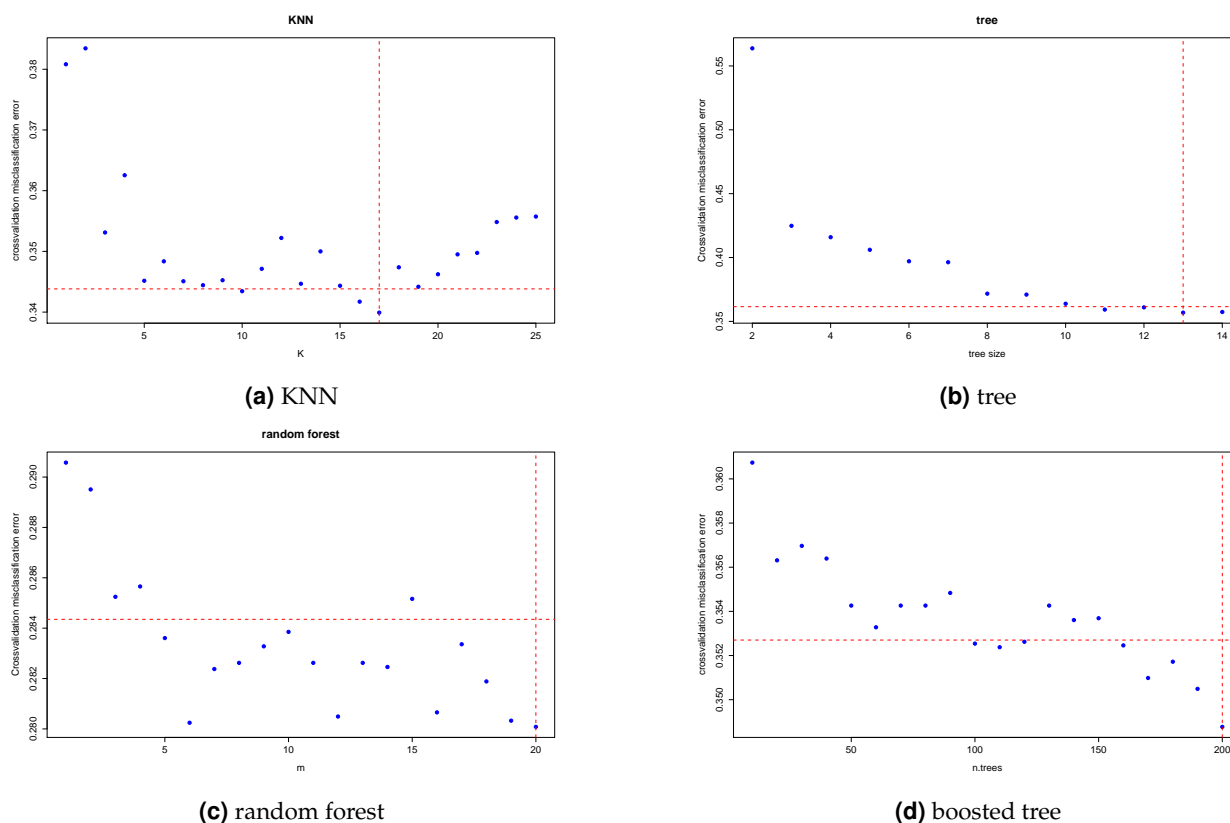 KNN
crossvalidation misclassification error
0.38
0.37
0.36
0.35
0.34
5 10 15 20 25
K
(a) KNN
tree
Crossvalidation misclassification error
0.55
0.50
0.45
0.40
0.35
2 4 6 8 10 12 14
tree size
(b) tree
random forest
Crossvalidation misclassification error
0.290
0.288
0.286
0.284
0.282
0.280
5 10 15 20
m
(c) random forest
crossvalidation misclassification error
0.360
0.358
0.356
0.354
0.352
0.350
50 100 150 200
n.trees
(d) boosted tree